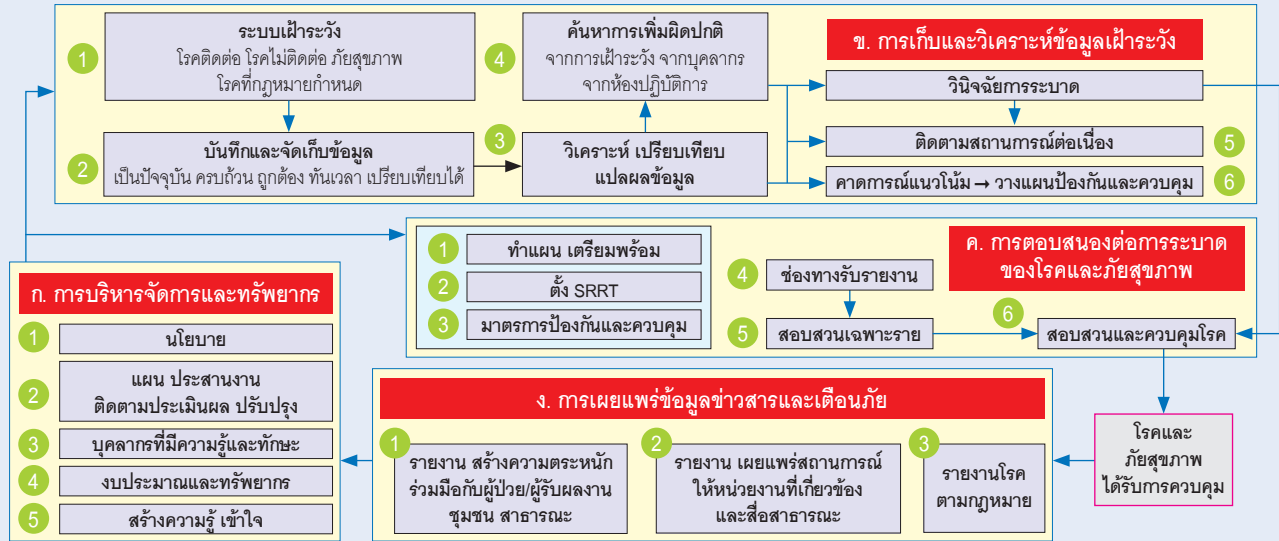 1
ระบบเฝ้าระวัง
โรคติดต่อ โรคไม่ติดต่อ ภัยสุขภาพ
โรคที่กฎหมายกำหนด
4
ค้นหาการเพิ่มผิดปกติ
จากการเฝ้าระวัง จากบุคลากร
จากห้องปฏิบัติการ
ข. การเก็บและวิเคราะห์ข้อมูลเฝ้าระวัง
วินิจฉัยการระบาด
2
บันทึกและจัดเก็บข้อมูล
เป็นปัจจุบัน ครบถ้วน ถูกต้อง ทันเวลา เปรียบเทียบได้
3
วิเคราะห์ เปรียบเทียบ
แปลผลข้อมูล
ติดตามสถานการณ์ต่อเนื่อง
5
คาดการณ์แนวโน้ม → วางแผนป้องกันและควบคุม
6
ก. การบริหารจัดการและทรัพยากร
1
นโยบาย
2
แผน ประสานงาน
ติดตามประเมินผล ปรับปรุง
3
บุคลากรที่มีความรู้และทักษะ
4
งบประมาณและทรัพยากร
5
สร้างความรู้ เข้าใจ
1
ทำแผน เตรียมพร้อม
2
ตั้ง SRRT
3
มาตรการป้องกันและควบคุม
ค. การตอบสนองต่อการระบาด
ของโรคและภัยสุขภาพ
4
ช่องทางรับรายงาน
5
สอบสวนเฉพาะราย
6
สอบสวนและควบคุมโรค
โรคและ
ภัยสุขภาพ
ได้รับการควบคุม
ง. การเผยแพร่ข้อมูลข่าวสารและเตือนภัย
1
รายงาน สร้างความตระหนัก
ร่วมมือกับผู้ป่วย/ผู้รับผลงาน
ชุมชน สาธารณะ
2
รายงาน เผยแพร่สถานการณ์
ให้หน่วยงานที่เกี่ยวข้อง
และสื่อสาธารณะ
3
รายงานโรค
ตามกฎหมาย